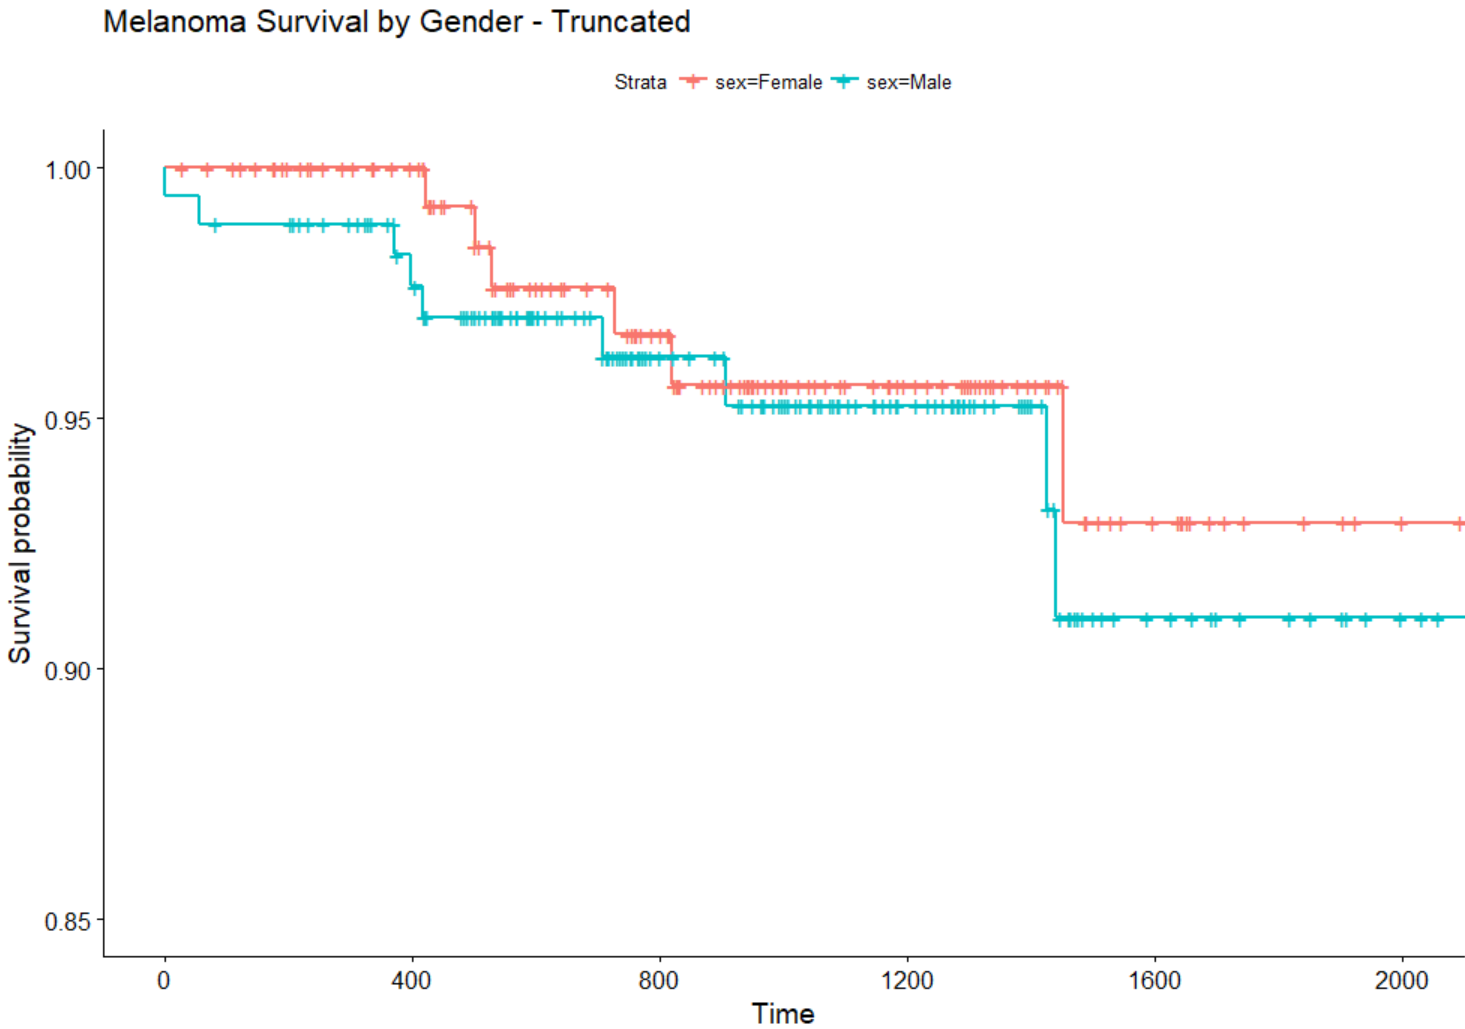 Melanoma Survival by Gender - Truncated
Strata sex=Female sex=Male
1.00
0.95
0.90
0.85
Survival probability
0 400 800 1200 1600 2000
Time